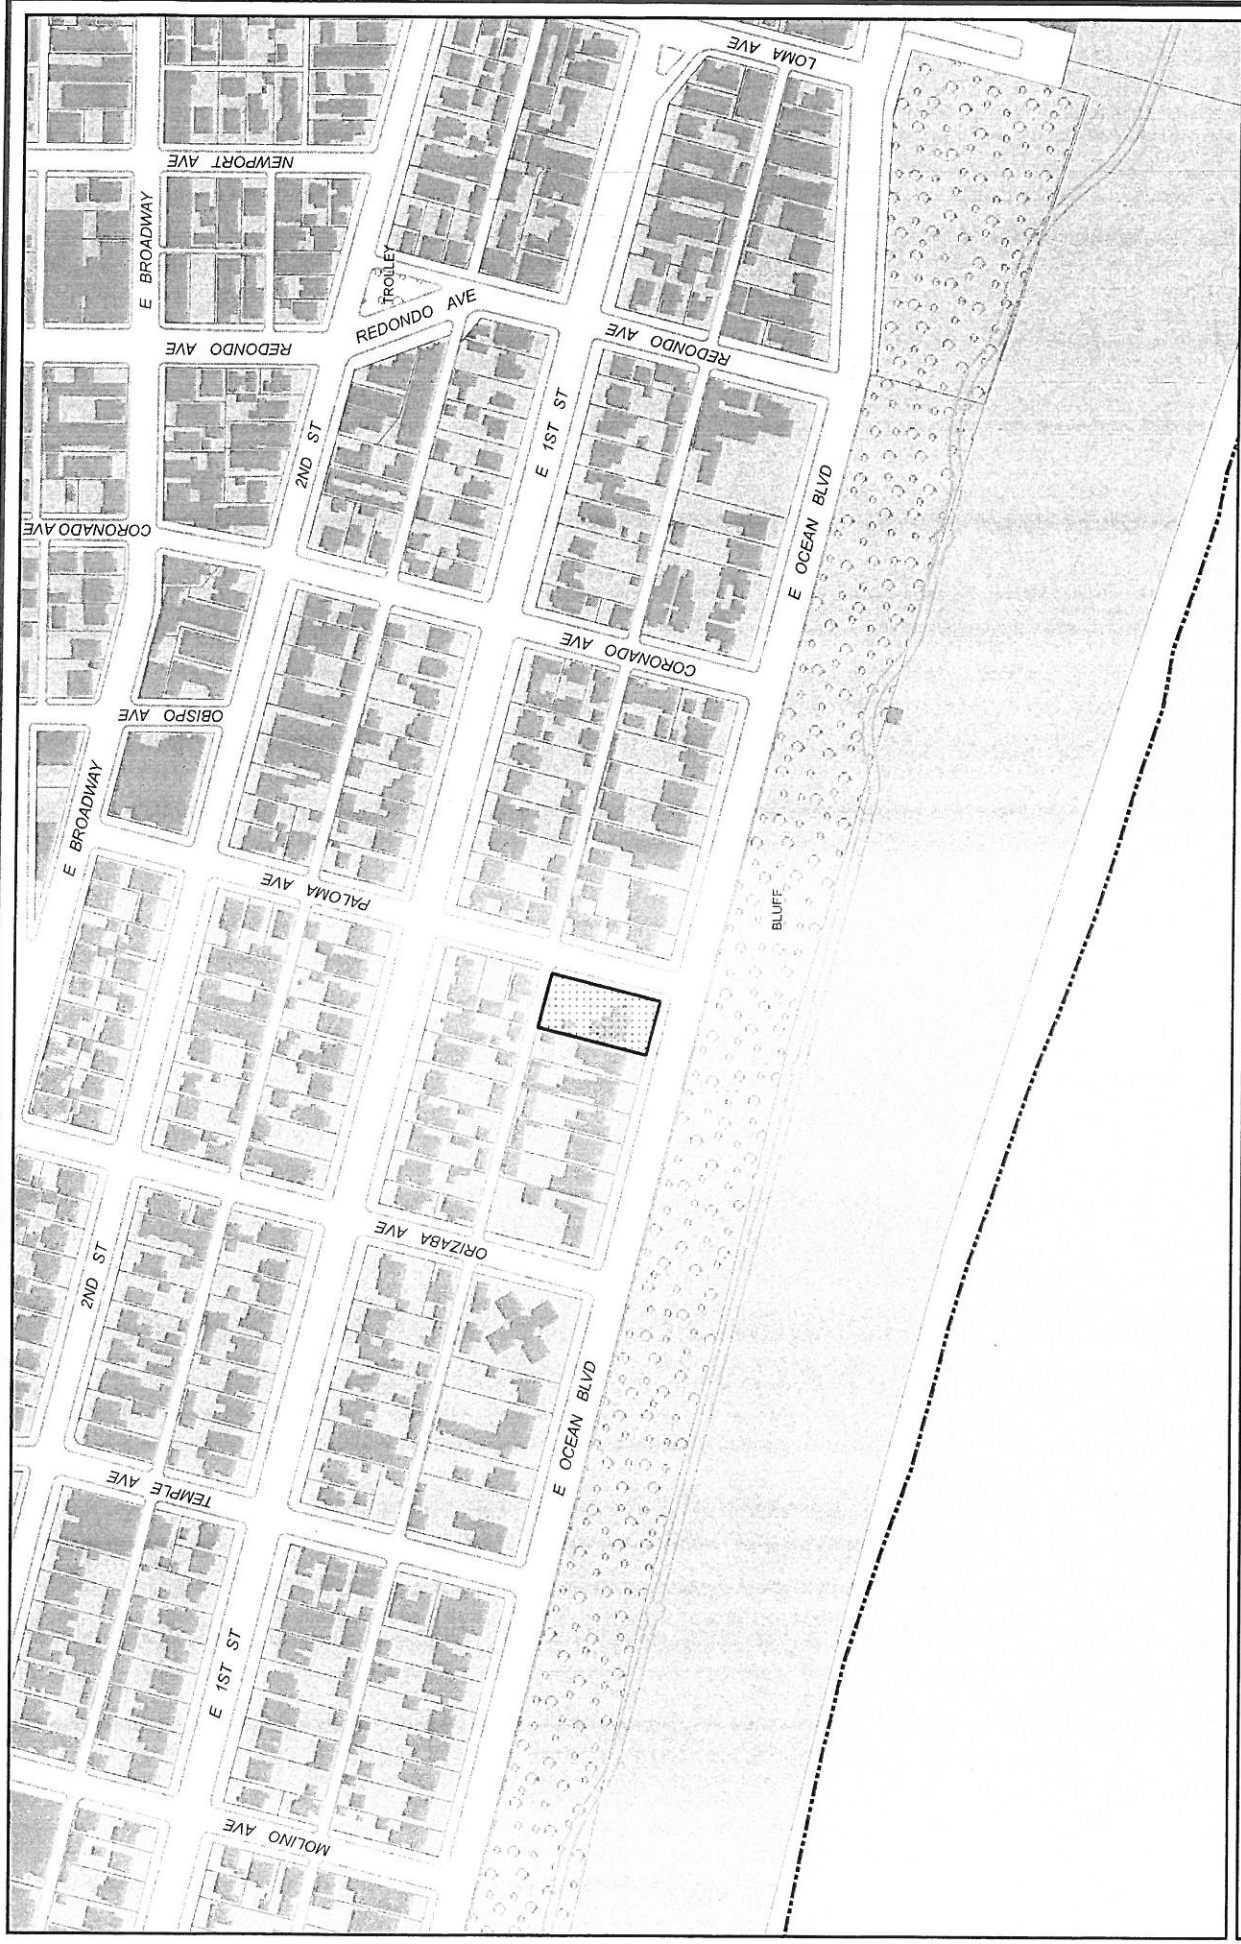 LOMA AVE
NEWPORT AVE
E BROADWAY
TROLLEY
REDONDO AVE
REDONDO AVE
REDONDO AVE
E 1ST ST
2ND ST
E OCEAN BLVD
CORONADO AVE
CORONADO AVE
OBISPO AVE
E BROADWAY
PALOMA AVE
BLUFF
ORIZABA AVE
2ND ST
E OCEAN BLVD
TEMPLE AVE
E 1ST ST
MOLINO AVE